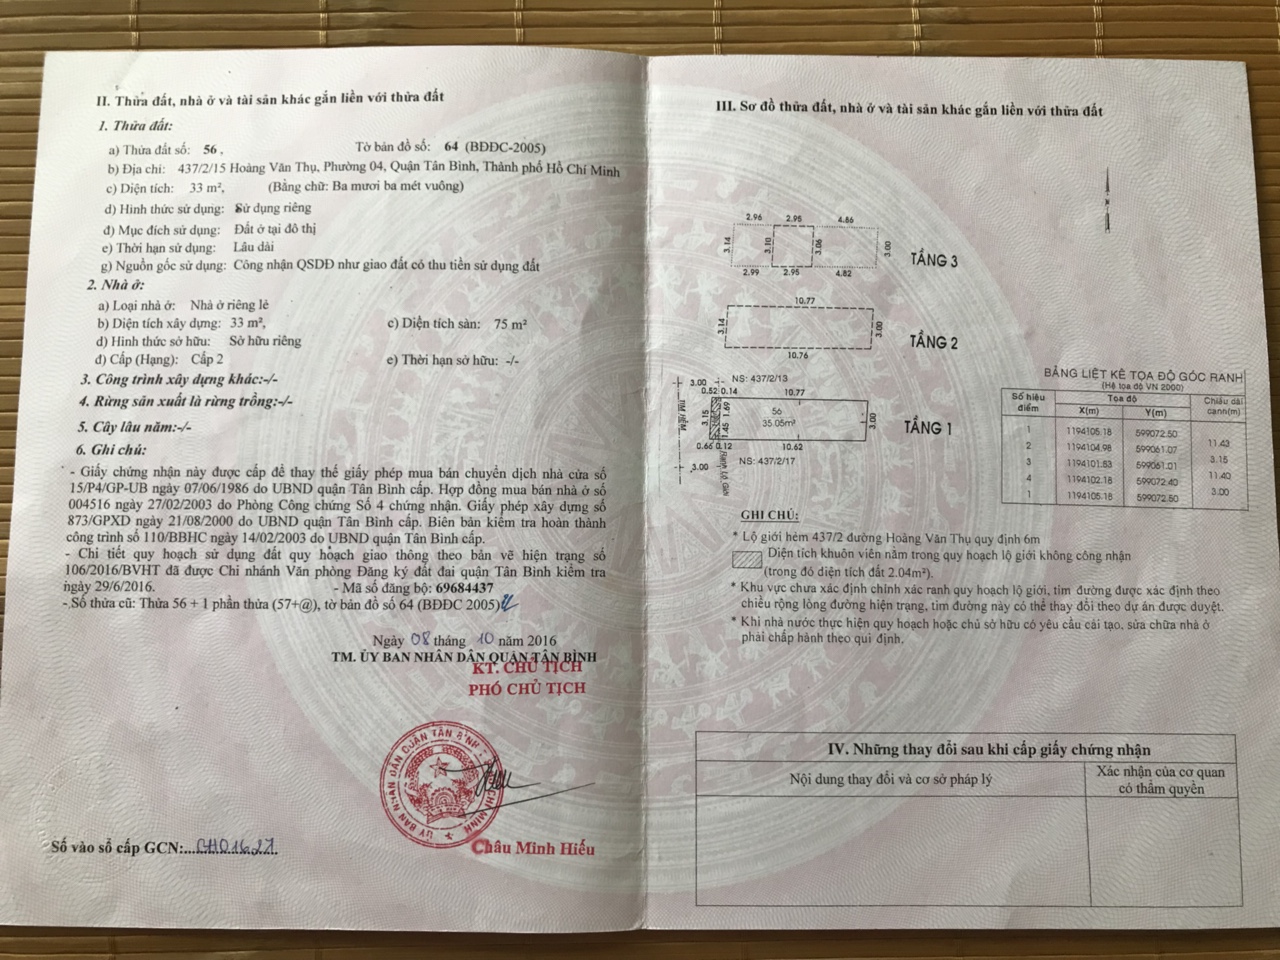 II. Thửa đất, nhà ở và tài sản khác gắn liền với thửa đất
1. Thửa đất:
a) Thửa đất số: 56 , Tờ bản đồ số: 64 (BĐĐC-2005)
b) Địa chỉ: 437/2/15 Hoàng Văn Thụ, Phường 04, Quận Tân Bình, Thành phố Hồ Chí Minh
c) Diện tích: 33 m², (Bằng chữ: Ba mươi ba mét vuông)
d) Hình thức sử dụng: Sử dụng riêng
đ) Mục đích sử dụng: Đất ở tại đô thị
e) Thời hạn sử dụng: Lâu dài
g) Nguồn gốc sử dụng: Công nhận QSDĐ như giao đất có thu tiền sử dụng đất
2. Nhà ở:
a) Loại nhà ở: Nhà ở riêng lẻ
b) Diện tích xây dựng: 33 m², c) Diện tích sàn: 75 m²
d) Hình thức sở hữu: Sở hữu riêng
đ) Cấp (Hạng): Cấp 2 e) Thời hạn sở hữu: -/-
3. Công trình xây dựng khác:-/-
4. Rừng sản xuất là rừng trồng:-/-
5. Cây lâu năm:-/-
6. Ghi chú:
- Giấy chứng nhận này được cấp để thay thế giấy phép mua bán chuyển dịch nhà cửa số
15/P4/GP-UB ngày 07/06/1986 do UBND quận Tân Bình cấp. Hợp đồng mua bán nhà ở số
004516 ngày 27/02/2003 do Phòng Công chứng Số 4 chứng nhận. Giấy phép xây dựng số
873/GPXD ngày 21/08/2000 do UBND quận Tân Bình cấp. Biên bản kiểm tra hoàn thành
công trình số 110/BBHC ngày 14/02/2003 do UBND quận Tân Bình cấp.
- Chi tiết quy hoạch sử dụng đất quy hoạch giao thông theo bản vẽ hiện trạng số
106/2016/BVHT đã được Chi nhánh Văn phòng Đăng ký đất đai quận Tân Bình kiểm tra
ngày 29/6/2016. - Mã số đăng bộ: 69684437
- Số thửa cũ: Thửa 56 + 1 phần thửa (57+@), tờ bản đồ số 64 (BĐĐC 2005)
Ngày 08 tháng 10 năm 2016
TM. ỦY BAN NHÂN DÂN QUẬN TÂN BÌNH
KT. CHỦ TỊCH
PHÓ CHỦ TỊCH
ỦY BAN NHÂN DÂN QUẬN TÂN BÌNH
Châu Minh Hiếu
Số vào sổ cấp GCN:....CH01627
III. Sơ đồ thửa đất, nhà ở và tài sản khác gắn liền với thửa đất
2.96 2.95 4.86
3.14 3.10 3.06 3.00
2.99 2.95 4.82
TẦNG 3
10.77
3.14 3.00
10.76
TẦNG 2
3.00 NS: 437/2/13
0.52 0.14 10.77
TIM HẺM 3.15 1.45 1.69
56
35.05m²
3.00
TẦNG 1
0.66 0.12 10.62
3.00 NS: 437/2/17
Ranh Lộ Giới
BẢNG LIỆT KÊ TỌA ĐỘ GÓC RANH
(Hệ tọa độ VN 2000)
Số hiệu điểm Tọa độ Chiều dài cạnh(m)
X(m) Y(m)
1 1194105.18 599072.50
11.43
2 1194104.98 599061.07
3.15
3 1194101.83 599061.01
11.40
4 1194102.18 599072.40
3.00
1 1194105.18 599072.50
GHI CHÚ:
* Lộ giới hẻm 437/2 đường Hoàng Văn Thụ quy định 6m
Diện tích khuôn viên nằm trong quy hoạch lộ giới không công nhận
(trong đó diện tích đất 2.04m²).
* Khu vực chưa xác định chính xác ranh quy hoạch lộ giới, tim đường được xác định theo
chiều rộng lòng đường hiện trạng, tim đường này có thể thay đổi theo dự án được duyệt.
* Khi nhà nước thực hiện quy hoạch hoặc chủ sở hữu có yêu cầu cải tạo, sửa chữa nhà ở
phải chấp hành theo qui định.
IV. Những thay đổi sau khi cấp giấy chứng nhận
Nội dung thay đổi và cơ sở pháp lý
Xác nhận của cơ quan
có thẩm quyền